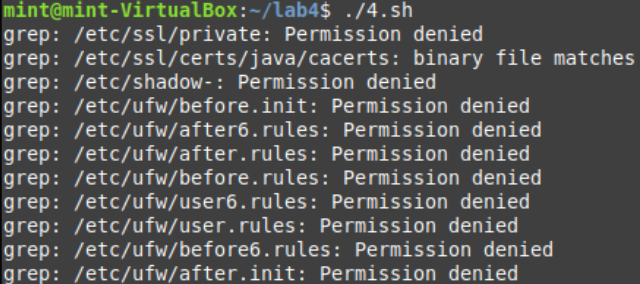 mint@mint-VirtualBox:~/lab4$ ./4.sh
grep: /etc/ssl/private: Permission denied
grep: /etc/ssl/certs/java/cacerts: binary file matches
grep: /etc/shadow-: Permission denied
grep: /etc/ufw/before.init: Permission denied
grep: /etc/ufw/after6.rules: Permission denied
grep: /etc/ufw/after.rules: Permission denied
grep: /etc/ufw/before.rules: Permission denied
grep: /etc/ufw/user6.rules: Permission denied
grep: /etc/ufw/user.rules: Permission denied
grep: /etc/ufw/before6.rules: Permission denied
grep: /etc/ufw/after.init: Permission denied